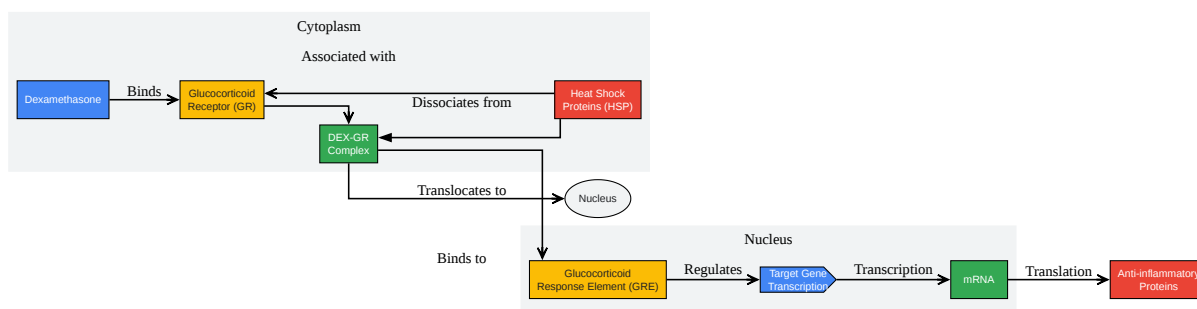 Cytoplasm
Associated with
Dexamethasone
Binds
Glucocorticoid
Receptor (GR)
Dissociates from
Heat Shock
Proteins (HSP)
DEX-GR
Complex
Translocates to
Nucleus
Nucleus
Binds to
Glucocorticoid
Response Element (GRE)
Regulates
Target Gene
Transcription
Transcription
mRNA
Translation
Anti-inflammatory
Proteins